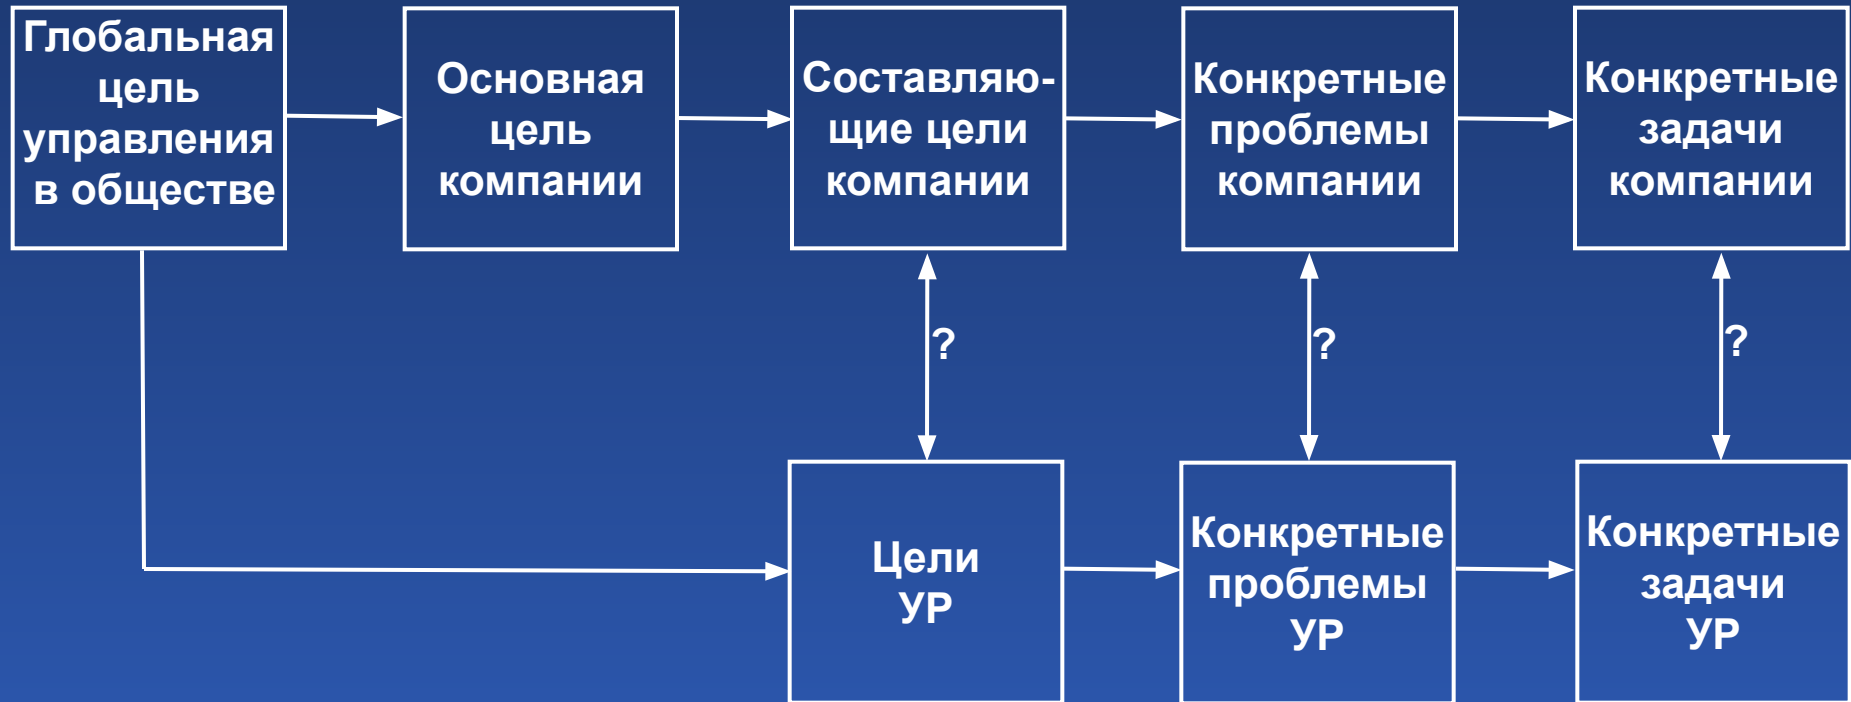 Глобальная
цель
управления
в обществе
Основная
цель
компании
Составляю-
щие цели
компании
Конкретные
проблемы
компании
Конкретные
задачи
компании
?
?
?
Цели
УР
Конкретные
проблемы
УР
Конкретные
задачи
УР